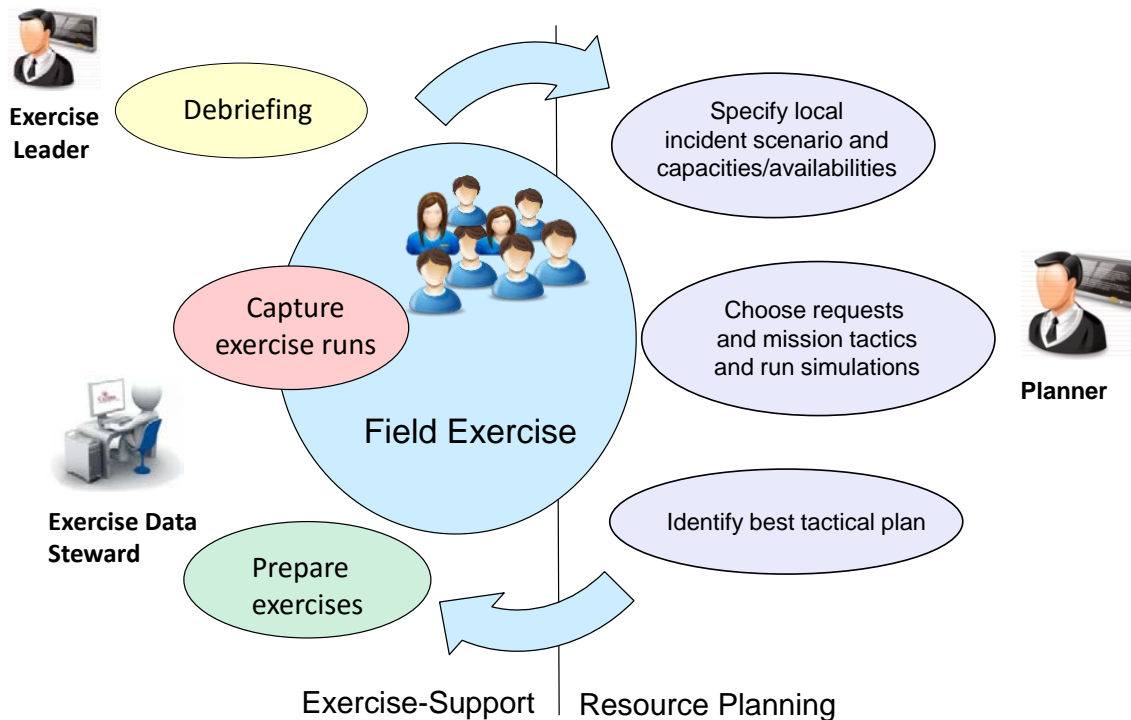 Exercise
Leader
Debriefing
Specify local
incident scenario and
capacities/availabilities
Capture
exercise runs
Choose requests
and mission tactics
and run simulations
Planner
Field Exercise
Exercise Data
Steward
Identify best tactical plan
Prepare
exercises
Exercise-Support
Resource Planning